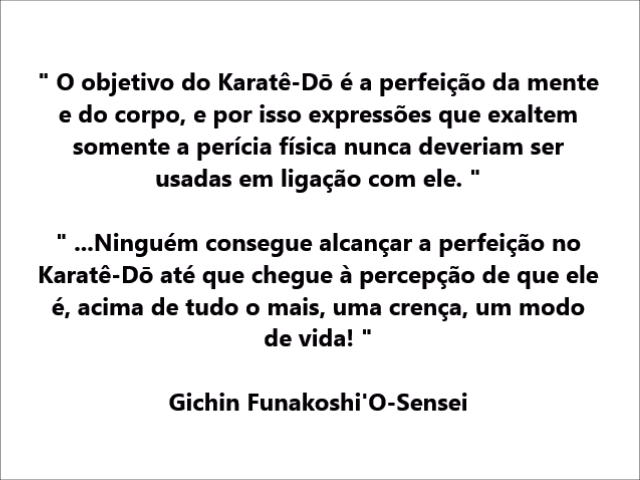 " O objetivo do Karatê-Dō é a perfeição da mente
e do corpo, e por isso expressões que exaltem
somente a perícia física nunca deveriam ser
usadas em ligação com ele. "
" ...Ninguém consegue alcançar a perfeição no
Karatê-Dō até que chegue à percepção de que ele
é, acima de tudo o mais, uma crença, um modo
de vida! "
Gichin Funakoshi'O-Sensei